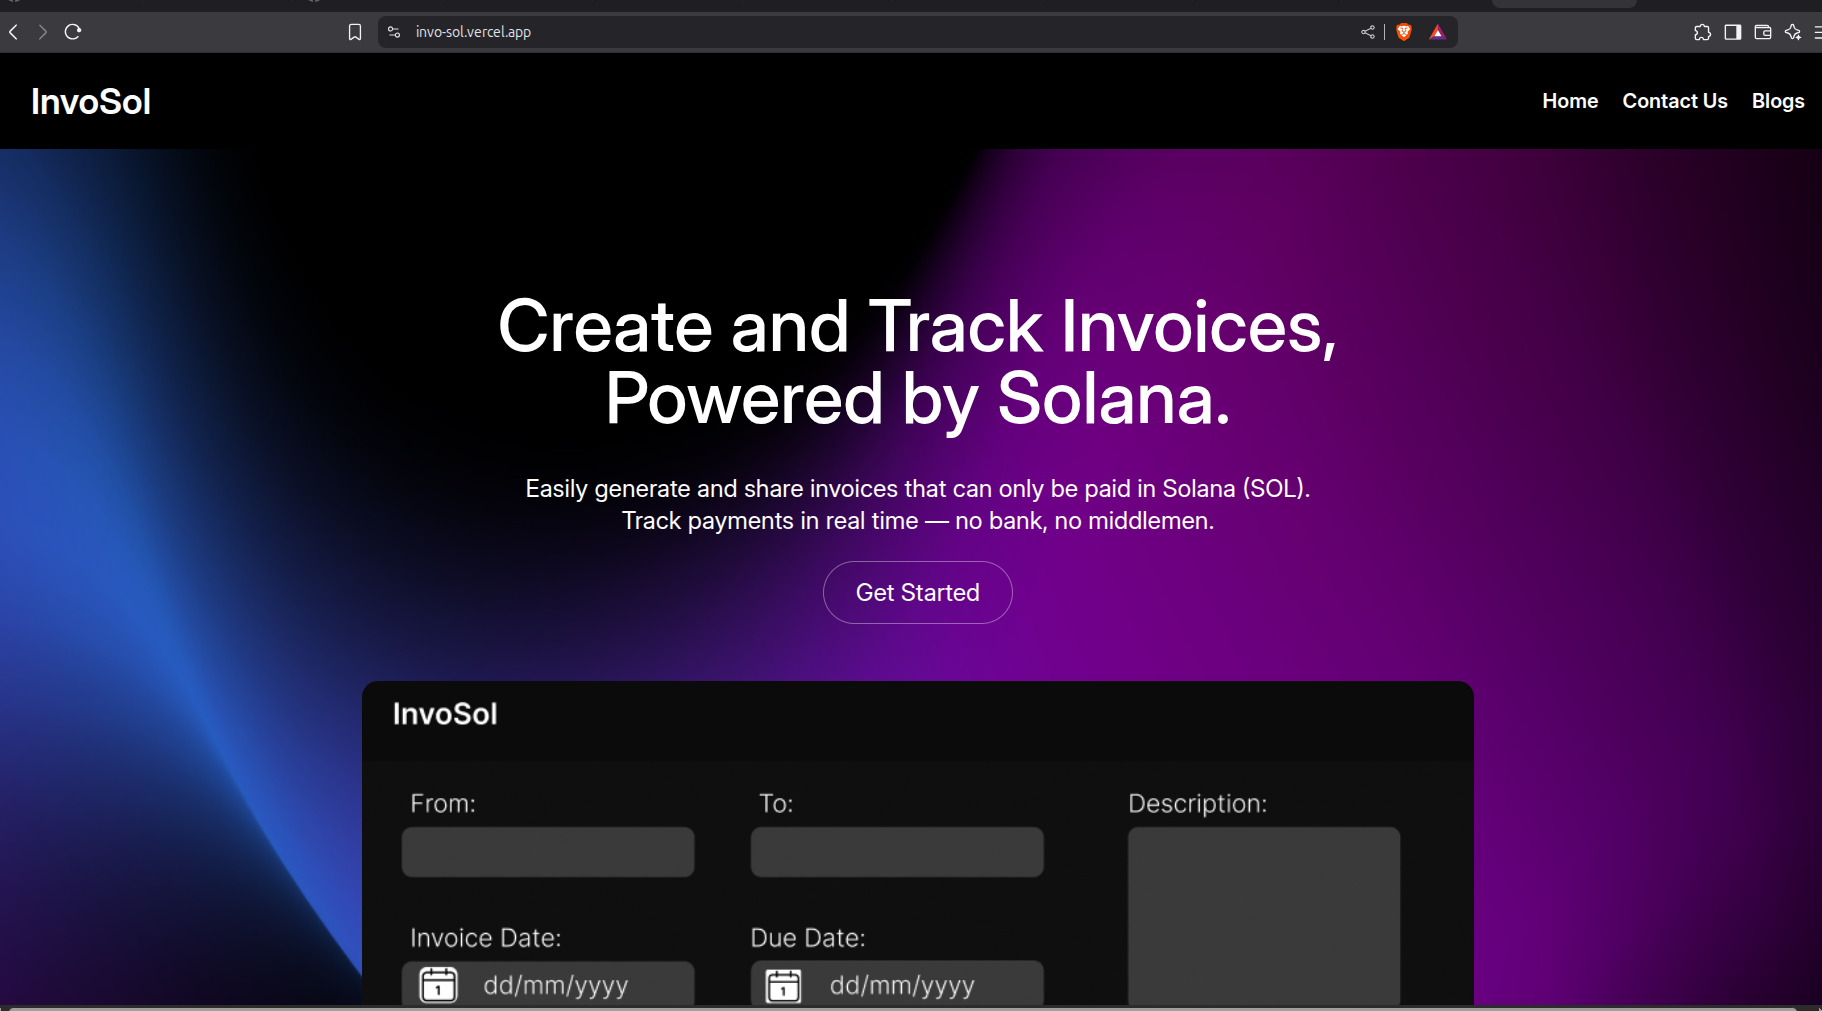 invo-sol.vercel.app
InvoSol
Home Contact Us Blogs
Create and Track Invoices,
Powered by Solana.
Easily generate and share invoices that can only be paid in Solana (SOL).
Track payments in real time — no bank, no middlemen.
Get Started
InvoSol
From: To: Description:
Invoice Date: Due Date:
1 dd/mm/yyyy 1 dd/mm/yyyy